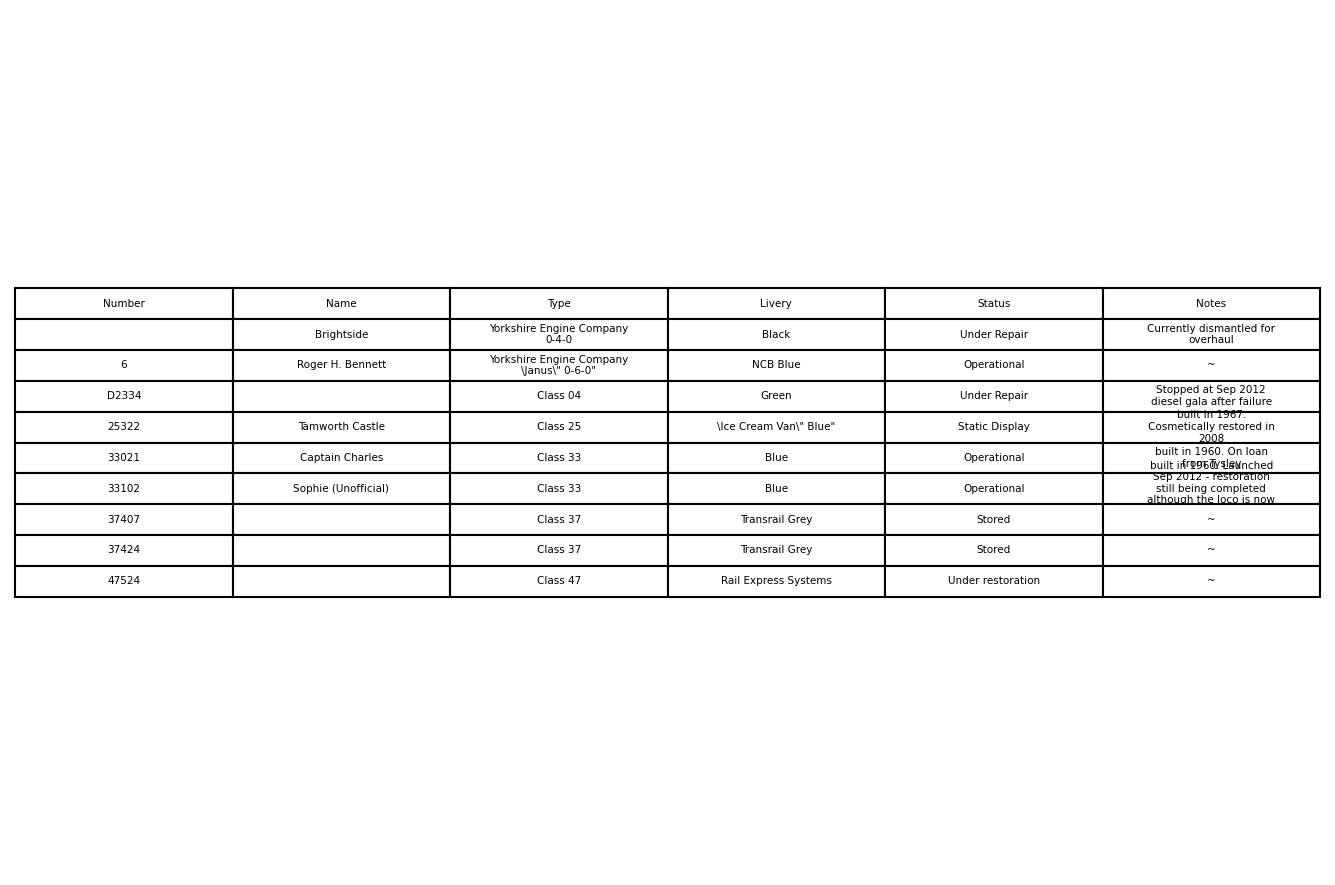 Number Name Type Livery Status Notes
Brightside Yorkshire Engine Company 0-4-0 Black Under Repair Currently dismantled for overhaul
6 Roger H. Bennett Yorkshire Engine Company \Janus\" 0-6-0" NCB Blue Operational ~
D2334 Class 04 Green Under Repair Stopped at Sep 2012 diesel gala after failure
25322 Tamworth Castle Class 25 \Ice Cream Van\" Blue" Static Display built in 1967. Cosmetically restored in 2008
33021 Captain Charles Class 33 Blue Operational built in 1960. On loan from Tysley
33102 Sophie (Unofficial) Class 33 Blue Operational built in 1960. Launched Sep 2012 - restoration still being completed although the loco is now
37407 Class 37 Transrail Grey Stored ~
37424 Class 37 Transrail Grey Stored ~
47524 Class 47 Rail Express Systems Under restoration ~